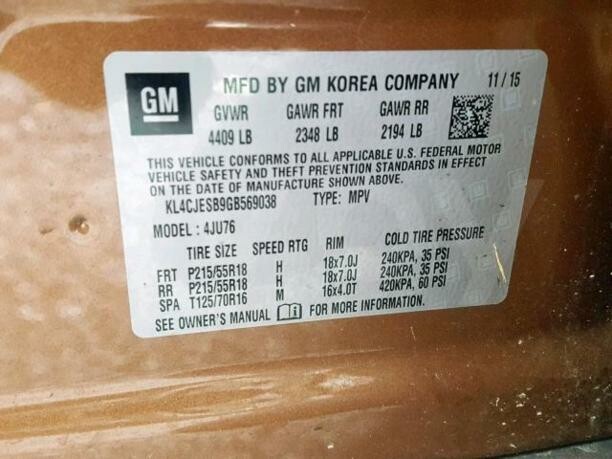 GM
MFD BY GM KOREA COMPANY 11 / 15
GVWR GAWR FRT GAWR RR
4409 LB 2348 LB 2194 LB
THIS VEHICLE CONFORMS TO ALL APPLICABLE U.S. FEDERAL MOTOR
VEHICLE SAFETY AND THEFT PREVENTION STANDARDS IN EFFECT
ON THE DATE OF MANUFACTURE SHOWN ABOVE.
KL4CJESB9GB569038 TYPE: MPV
MODEL : 4JU76
TIRE SIZE SPEED RTG RIM COLD TIRE PRESSURE
FRT P215/55R18 H 18x7.0J 240KPA, 35 PSI
RR P215/55R18 H 18x7.0J 240KPA, 35 PSI
SPA T125/70R16 M 16x4.0T 420KPA, 60 PSI
SEE OWNER'S MANUAL FOR MORE INFORMATION